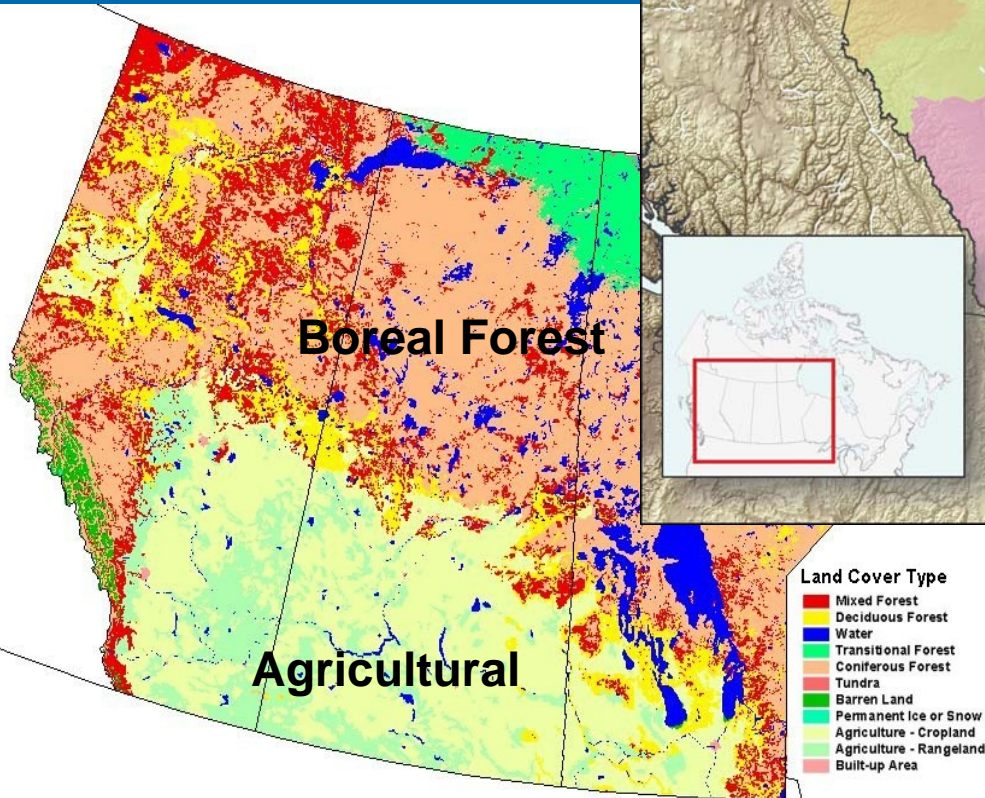 Boreal Forest
Agricultural
Land Cover Type
Mixed Forest
Deciduous Forest
Water
Transitional Forest
Coniferous Forest
Tundra
Barren Land
Permanent Ice or Snow
Agriculture - Cropland
Agriculture - Rangeland
Built-up Area